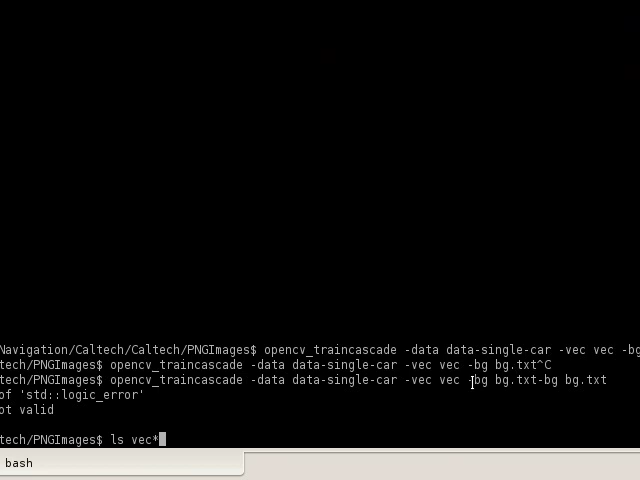 Navigation/Caltech/Caltech/PNGImages$ opencv_traincascade -data data-single-car -vec vec -bg
tech/PNGImages$ opencv_traincascade -data data-single-car -vec vec -bg bg.txt^C
tech/PNGImages$ opencv_traincascade -data data-single-car -vec vec -bg bg.txt-bg bg.txt
of 'std::logic_error'
ot valid
tech/PNGImages$ ls vec*
bash